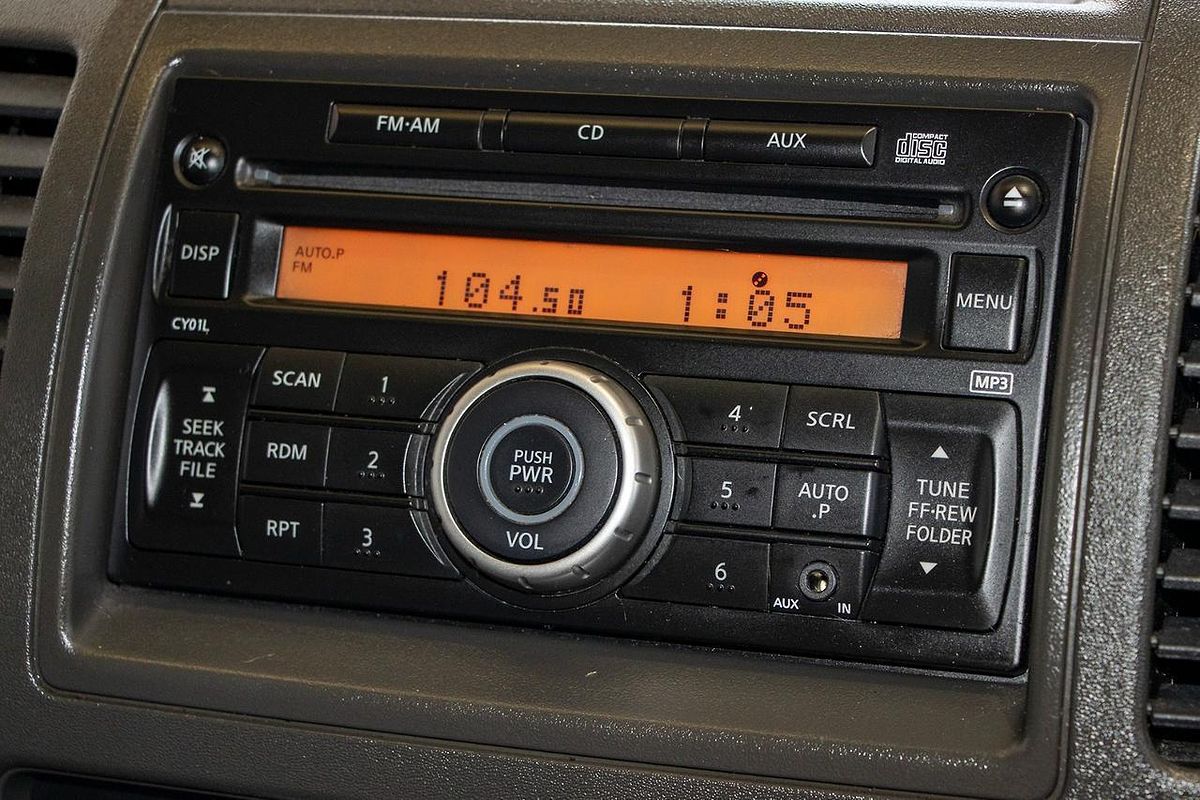 FM·AM
CD
AUX
COMPACT
disc
DIGITAL AUDIO
DISP
AUTO.P
FM
104.50
1:05
MENU
CY01L
MP3
SEEK
TRACK
FILE
SCAN
1
RDM
2
RPT
3
PUSH
PWR
VOL
4
SCRL
5
AUTO
.P
6
AUX
IN
TUNE
FF·REW
FOLDER